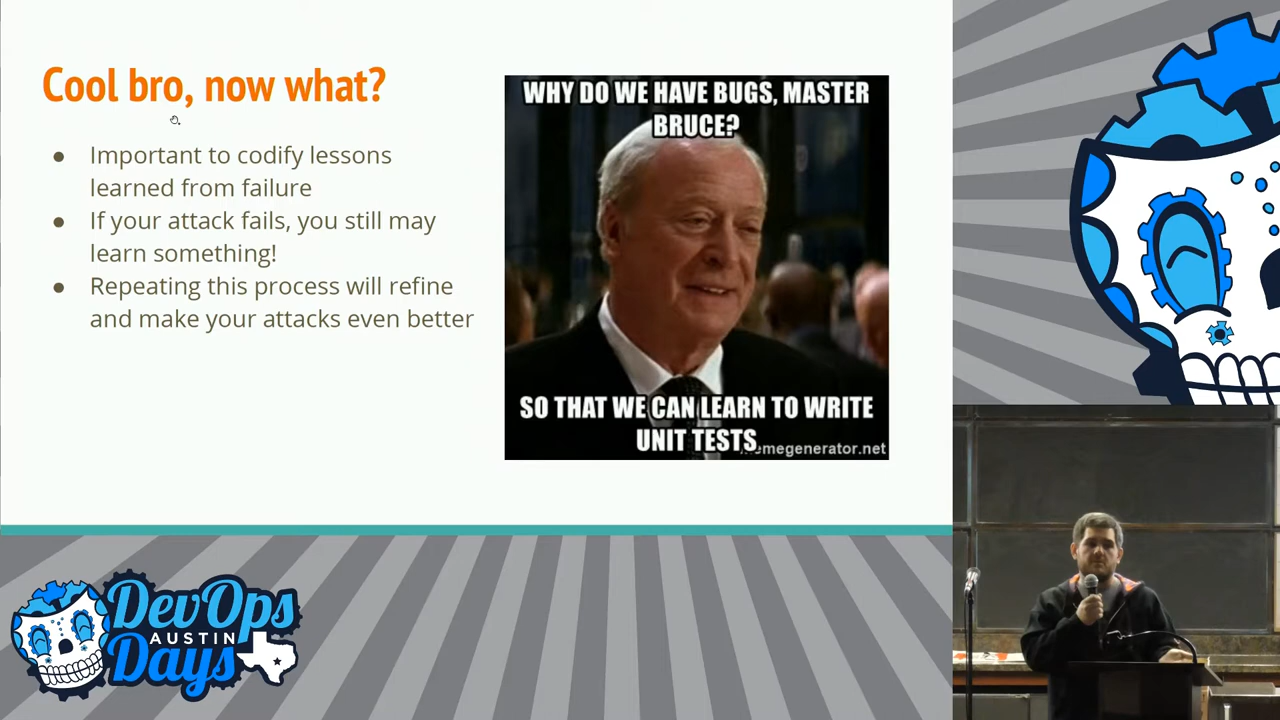 Cool bro, now what?
● Important to codify lessons
learned from failure
● If your attack fails, you still may
learn something!
● Repeating this process will refine
and make your attacks even better
WHY DO WE HAVE BUGS, MASTER
BRUCE?
SO THAT WE CAN LEARN TO WRITE
UNIT TESTS
memegenerator.net
DevOps
AUSTIN
Days